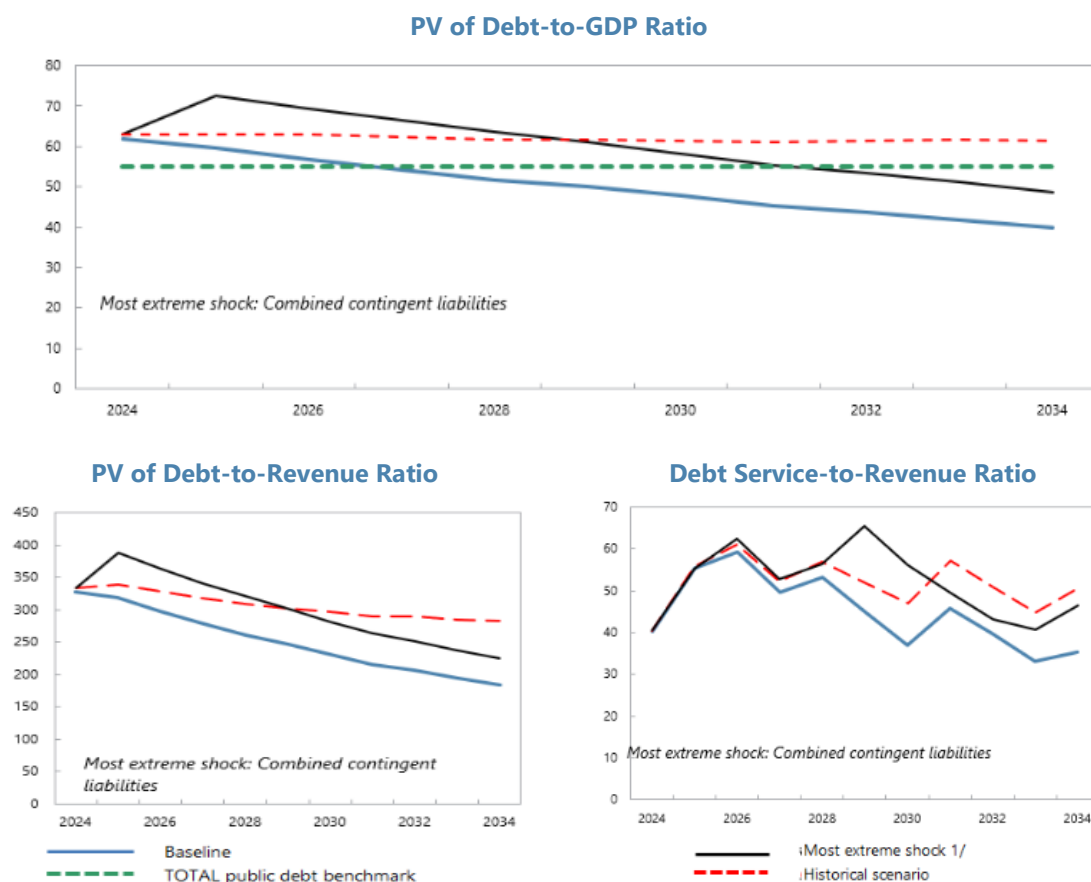 PV of Debt-to-GDP Ratio
80
70
60
50
40
30
20
10
0
Most extreme shock: Combined contingent liabilities
2024 2026 2028 2030 2032 2034
PV of Debt-to-Revenue Ratio
450
400
350
300
250
200
150
100
50
0
Most extreme shock: Combined contingent
liabilities
2024 2026 2028 2030 2032 2034
Debt Service-to-Revenue Ratio
70
60
50
40
30
20
10
0
Most extreme shock: Combined contingent liabilities
2024 2026 2028 2030 2032 2034
Baseline
TOTAL public debt benchmark
Most extreme shock 1/
Historical scenario